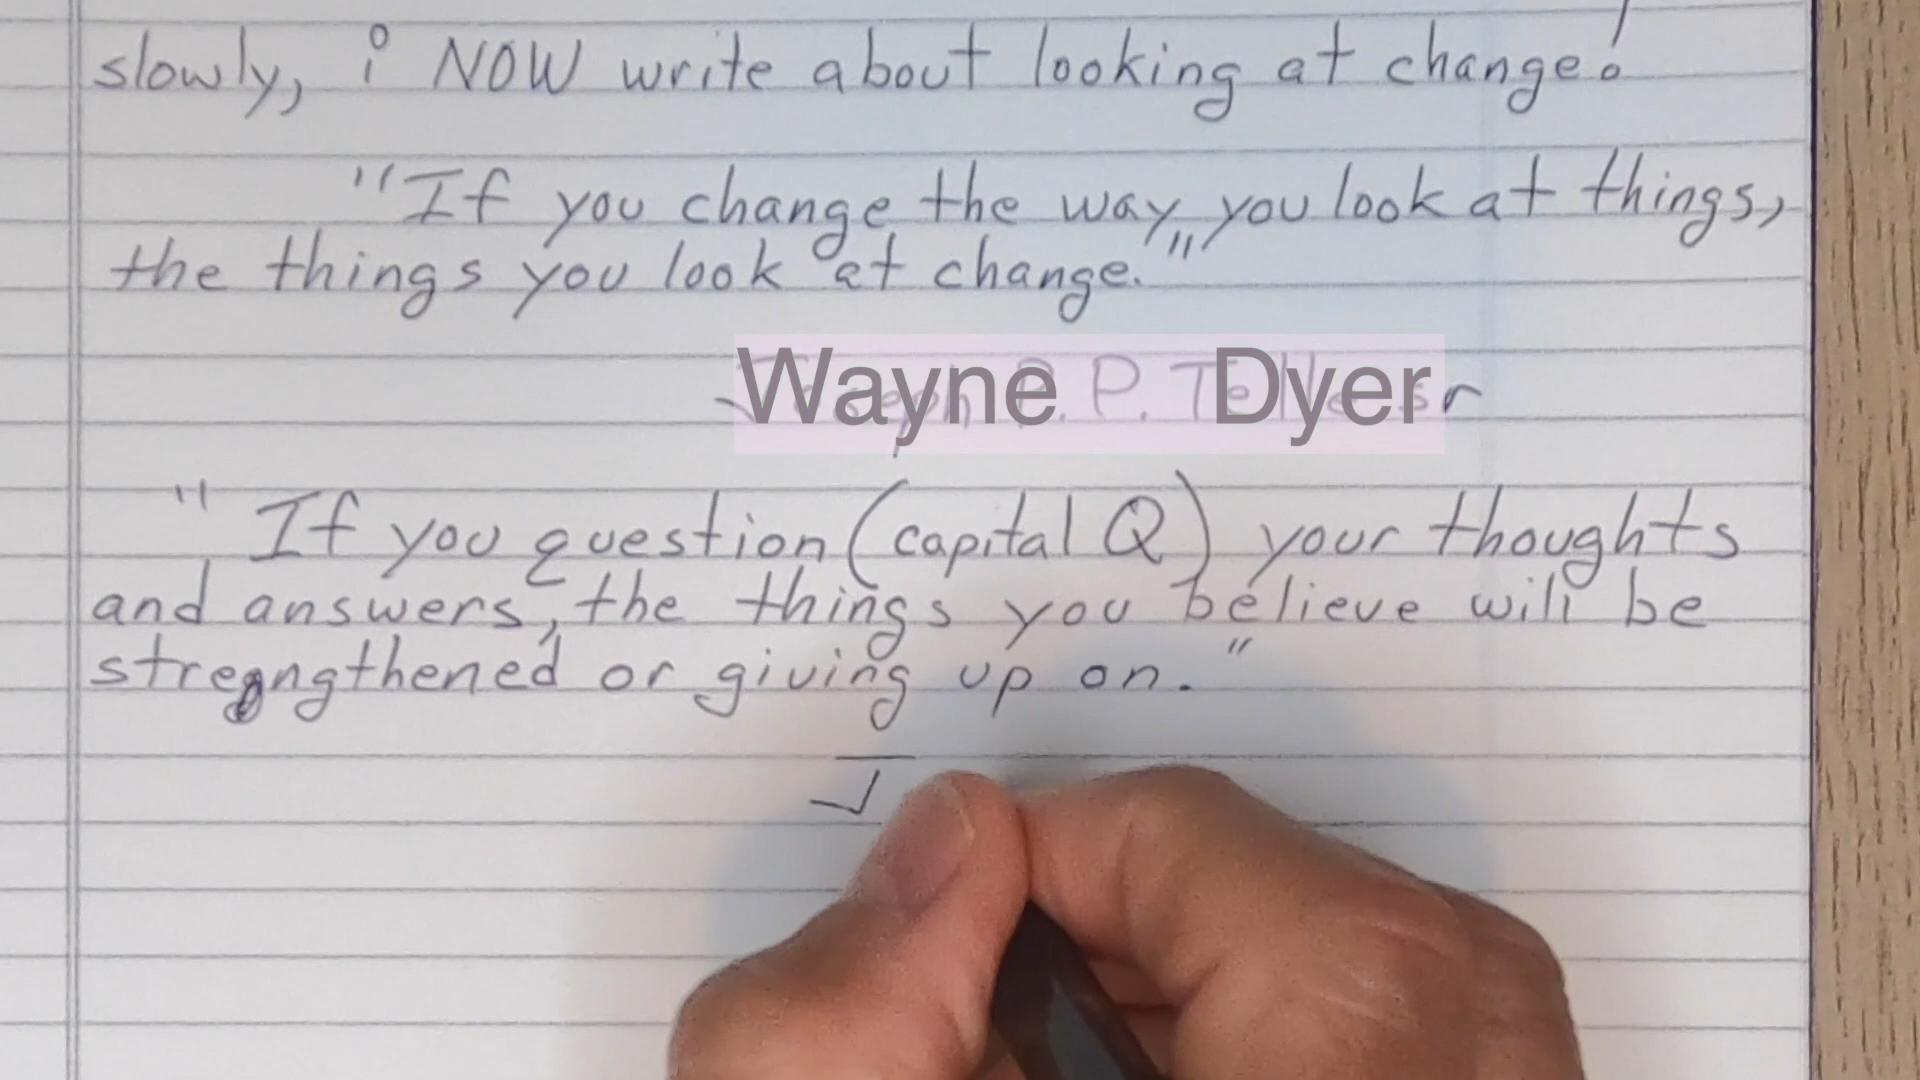 slowly, i NOW write about looking at change!
"If you change the way you look at things,
the things you look at change."
Wayne Dyer
P.
" If you question (capital Q) your thoughts
and answers, the things you believe will be
stregngthened or giving up on."
J